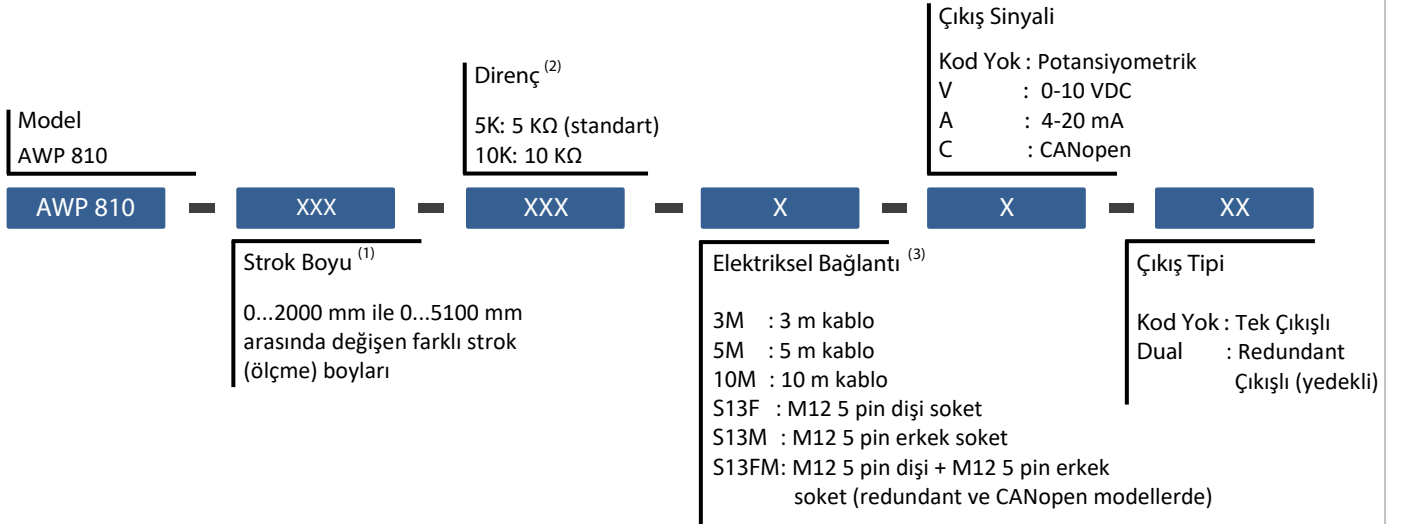 Model
AWP 810
Direnç (2)
5K: 5 KΩ (standart)
10K: 10 KΩ
Çıkış Sinyali
Kod Yok : Potansiyometrik
V : 0-10 VDC
A : 4-20 mA
C : CANopen
AWP 810 - XXX - XXX - X - X - XX
Strok Boyu (1)
0...2000 mm ile 0...5100 mm
arasında değişen farklı strok
(ölçme) boyları
Elektriksel Bağlantı (3)
3M : 3 m kablo
5M : 5 m kablo
10M : 10 m kablo
S13F : M12 5 pin dişi soket
S13M : M12 5 pin erkek soket
S13FM: M12 5 pin dişi + M12 5 pin erkek
soket (redundant ve CANopen modellerde)
Çıkış Tipi
Kod Yok : Tek Çıkışlı
Dual : Redundant
Çıkışlı (yedekli)